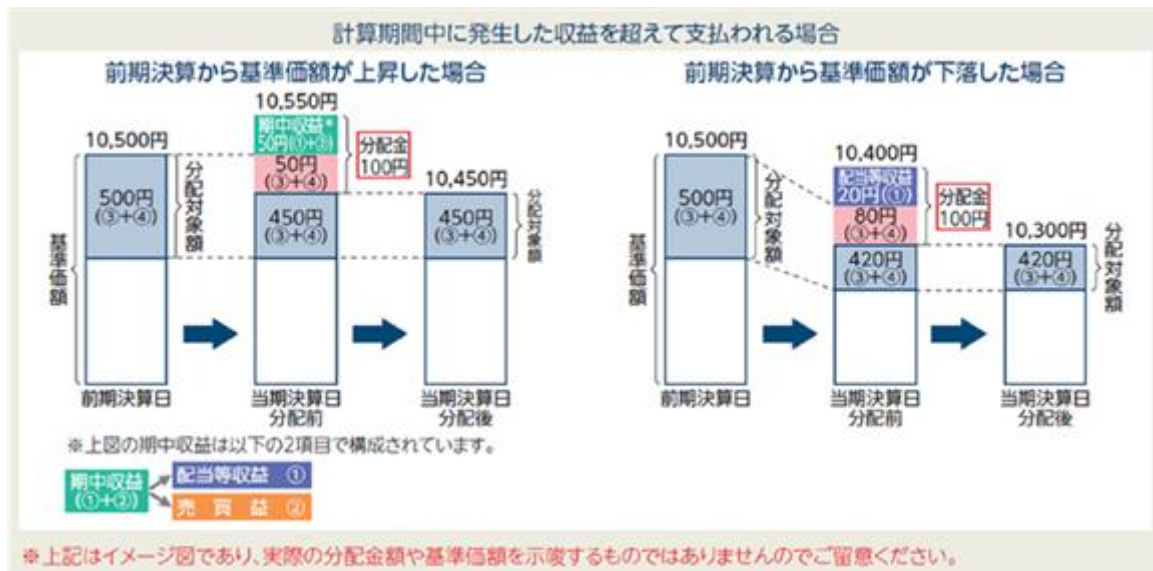 計算期間中に発生した収益を超えて支払われる場合
前期決算から基準価額が上昇した場合
10,500円
500円
(③+④)
分配対象額
基準価額
前期決算日
10,550円
期中収益※
50円(①+②)
50円
(③+④)
450円
(③+④)
分配金
100円
当期決算日
分配前
10,450円
450円
(③+④)
分配対象額
当期決算日
分配後
※上図の期中収益は以下の2項目で構成されています。
期中収益
(①+②)
配当等収益 ①
売買益 ②
前期決算から基準価額が下落した場合
10,500円
500円
(③+④)
分配対象額
基準価額
前期決算日
10,400円
配当等収益
20円(①)
80円
(③+④)
420円
(③+④)
分配金
100円
当期決算日
分配前
10,300円
420円
(③+④)
分配対象額
当期決算日
分配後
※上記はイメージ図であり、実際の分配金額や基準価額を示唆するものではありませんのでご留意ください。